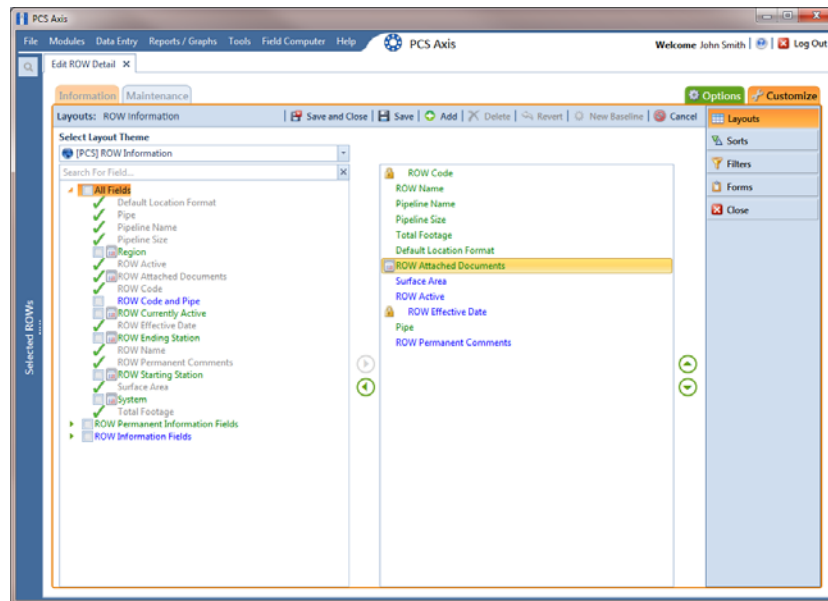 PCS Axis
File Modules Data Entry Reports / Graphs Tools Field Computer Help PCS Axis Welcome John Smith | | Log Out
Edit ROW Detail ✕
Information Maintenance Options Customize
Layouts: ROW Information | Save and Close | Save | Add | Delete | Revert | New Baseline | Cancel
Layouts
Sorts
Filters
Forms
Close
Select Layout Theme
[PCS] ROW Information
Search For Field...
All Fields
Default Location Format
Pipe
Pipeline Name
Pipeline Size
Region
ROW Active
ROW Attached Documents
ROW Code
ROW Code and Pipe
ROW Currently Active
ROW Effective Date
ROW Ending Station
ROW Name
ROW Permanent Comments
ROW Starting Station
Surface Area
System
Total Footage
ROW Permanent Information Fields
ROW Information Fields
ROW Code
ROW Name
Pipeline Name
Pipeline Size
Total Footage
Default Location Format
ROW Attached Documents
Surface Area
ROW Active
ROW Effective Date
Pipe
ROW Permanent Comments
Selected ROWs